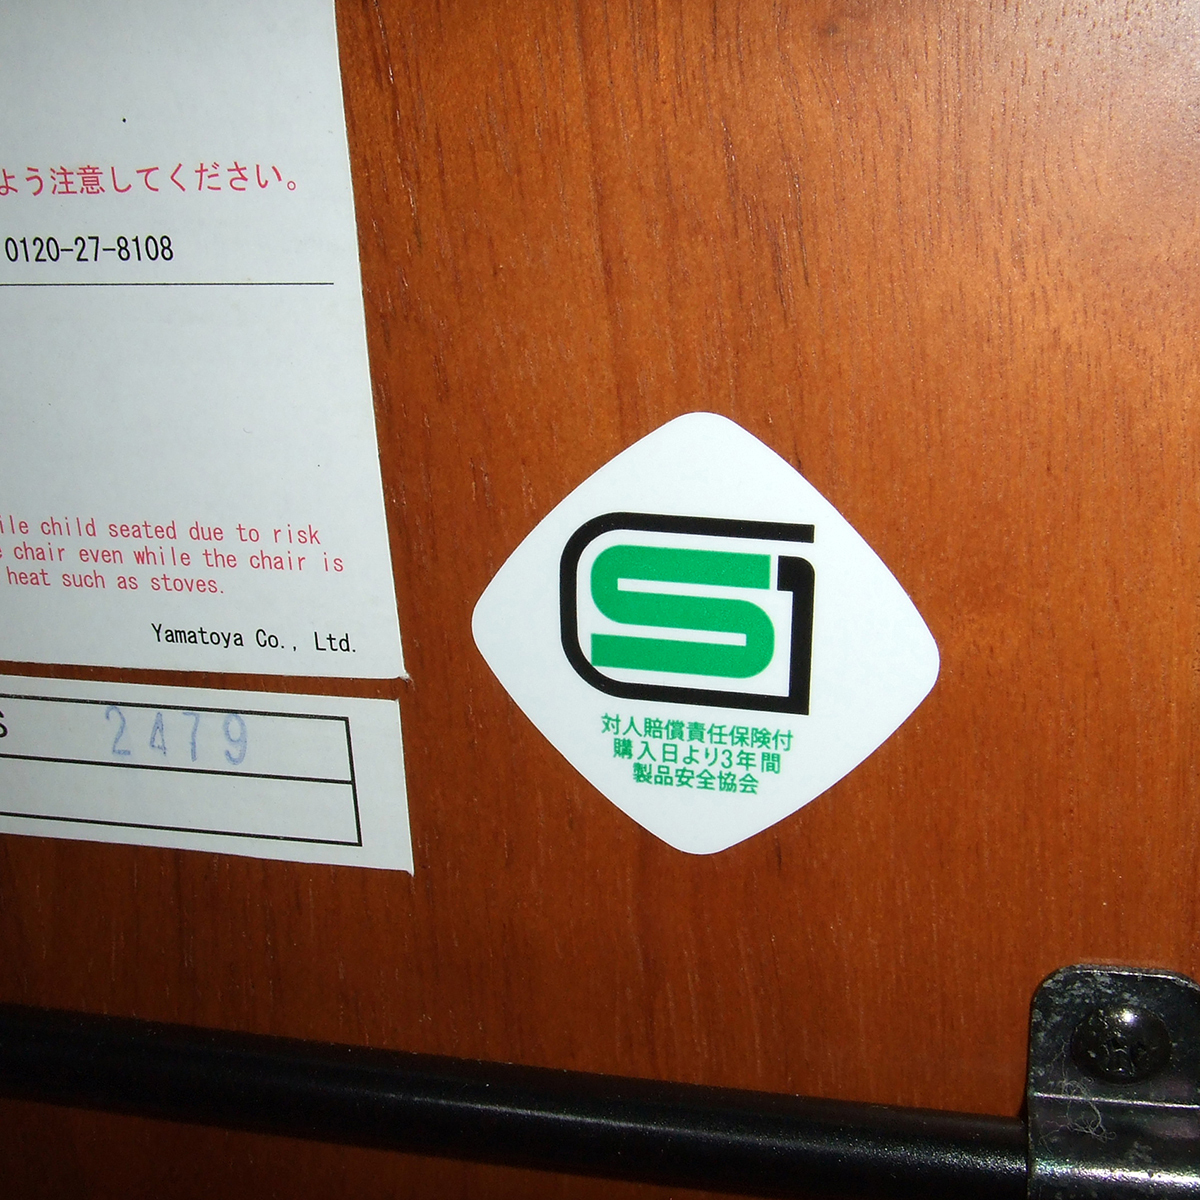 よう注意してください。
0120-27-8108
ile child seated due to risk
chair even while the chair is
heat such as stoves.
Yamatoya Co., Ltd.
S 2479
SG
対人賠償責任保険付
購入日より3年間
製品安全協会